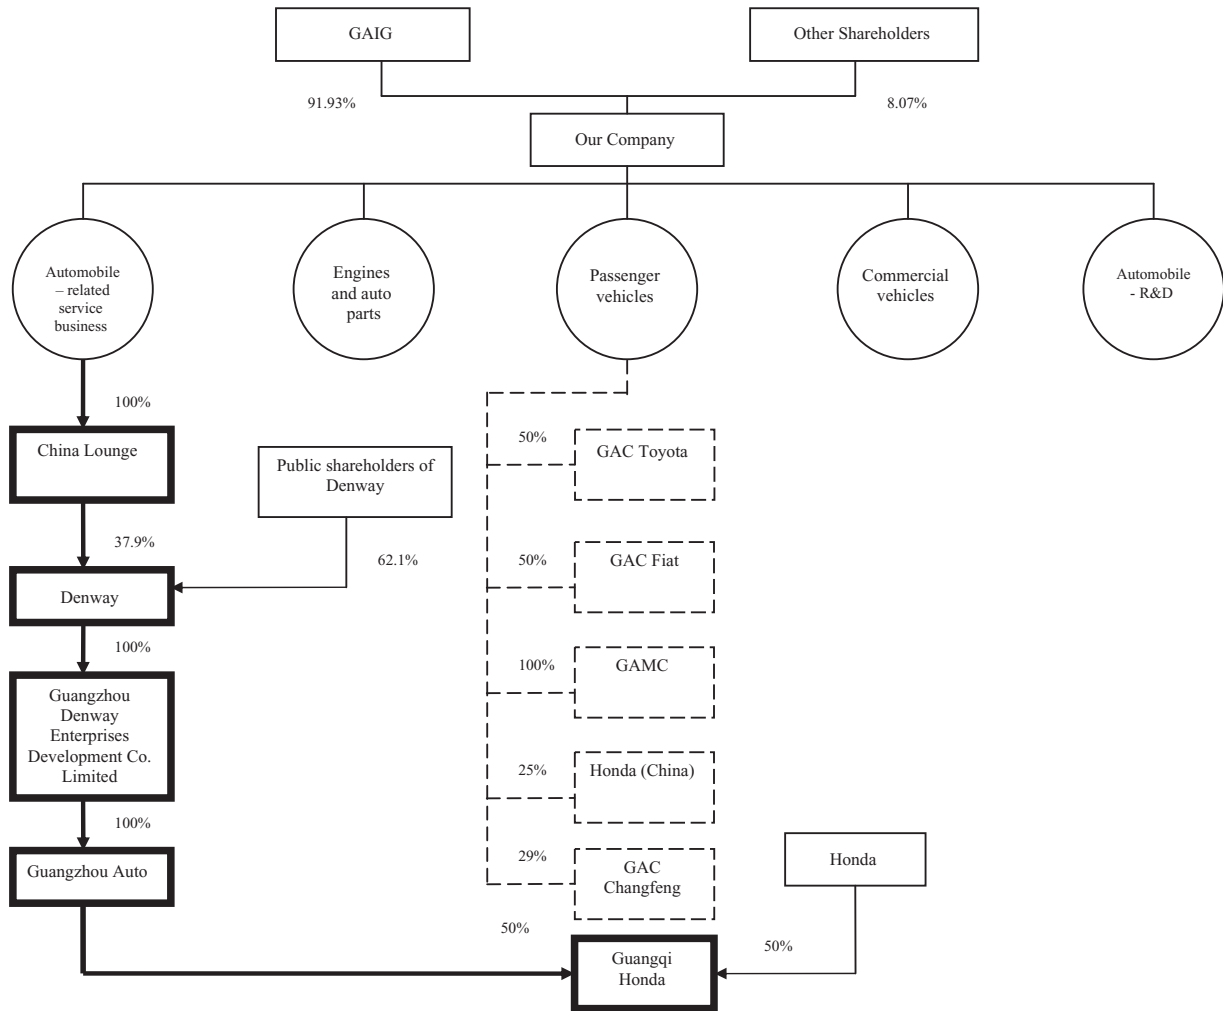 GAIG
Other Shareholders
91.93%
8.07%
Our Company
Automobile
– related
service
business
Engines
and auto
parts
Passenger
vehicles
Commercial
vehicles
Automobile
- R&D
100%
China Lounge
Public shareholders of
Denway
37.9%
62.1%
Denway
100%
Guangzhou
Denway
Enterprises
Development Co.
Limited
100%
Guangzhou Auto
50%
GAC Toyota
50%
GAC Fiat
100%
GAMC
25%
Honda (China)
29%
GAC
Changfeng
Honda
50%
50%
Guangqi
Honda